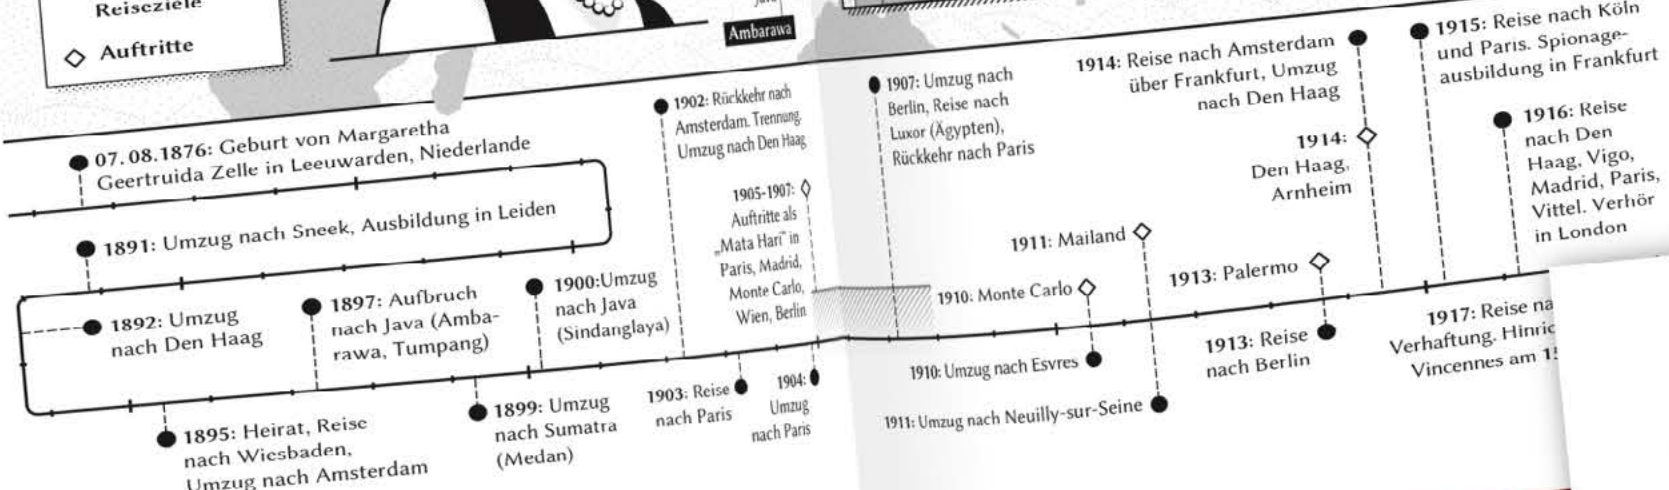 Reiseziele
Auftritte
Ambarawa
07.08.1876: Geburt von Margaretha
Geertruida Zelle in Leeuwarden, Niederlande
1891: Umzug nach Sneek, Ausbildung in Leiden
1892: Umzug
nach Den Haag
1895: Heirat, Reise
nach Wiesbaden,
Umzug nach Amsterdam
1897: Aufbruch
nach Java (Amba-
rawa, Tumpang)
1899: Umzug
nach Sumatra
(Medan)
1900:Umzug
nach Java
(Sindanglaya)
1902: Rückkehr nach
Amsterdam. Trennung.
Umzug nach Den Haag
1903: Reise
nach Paris
1904:
Umzug
nach Paris
1905-1907:
Auftritte als
„Mata Hari“ in
Paris, Madrid,
Monte Carlo,
Wien, Berlin
1907: Umzug nach
Berlin, Reise nach
Luxor (Ägypten),
Rückkehr nach Paris
1910: Monte Carlo
1910: Umzug nach Esvres
1911: Mailand
1911: Umzug nach Neuilly-sur-Seine
1913: Palermo
1913: Reise
nach Berlin
1914: Reise nach Amsterdam
über Frankfurt, Umzug
nach Den Haag
1914:
Den Haag,
Arnheim
1915: Reise nach Köln
und Paris. Spionage-
ausbildung in Frankfurt
1916: Reise
nach Den
Haag, Vigo,
Madrid, Paris,
Vittel. Verhör
in London
1917: Reise
Verhaftung.
Vincennes am